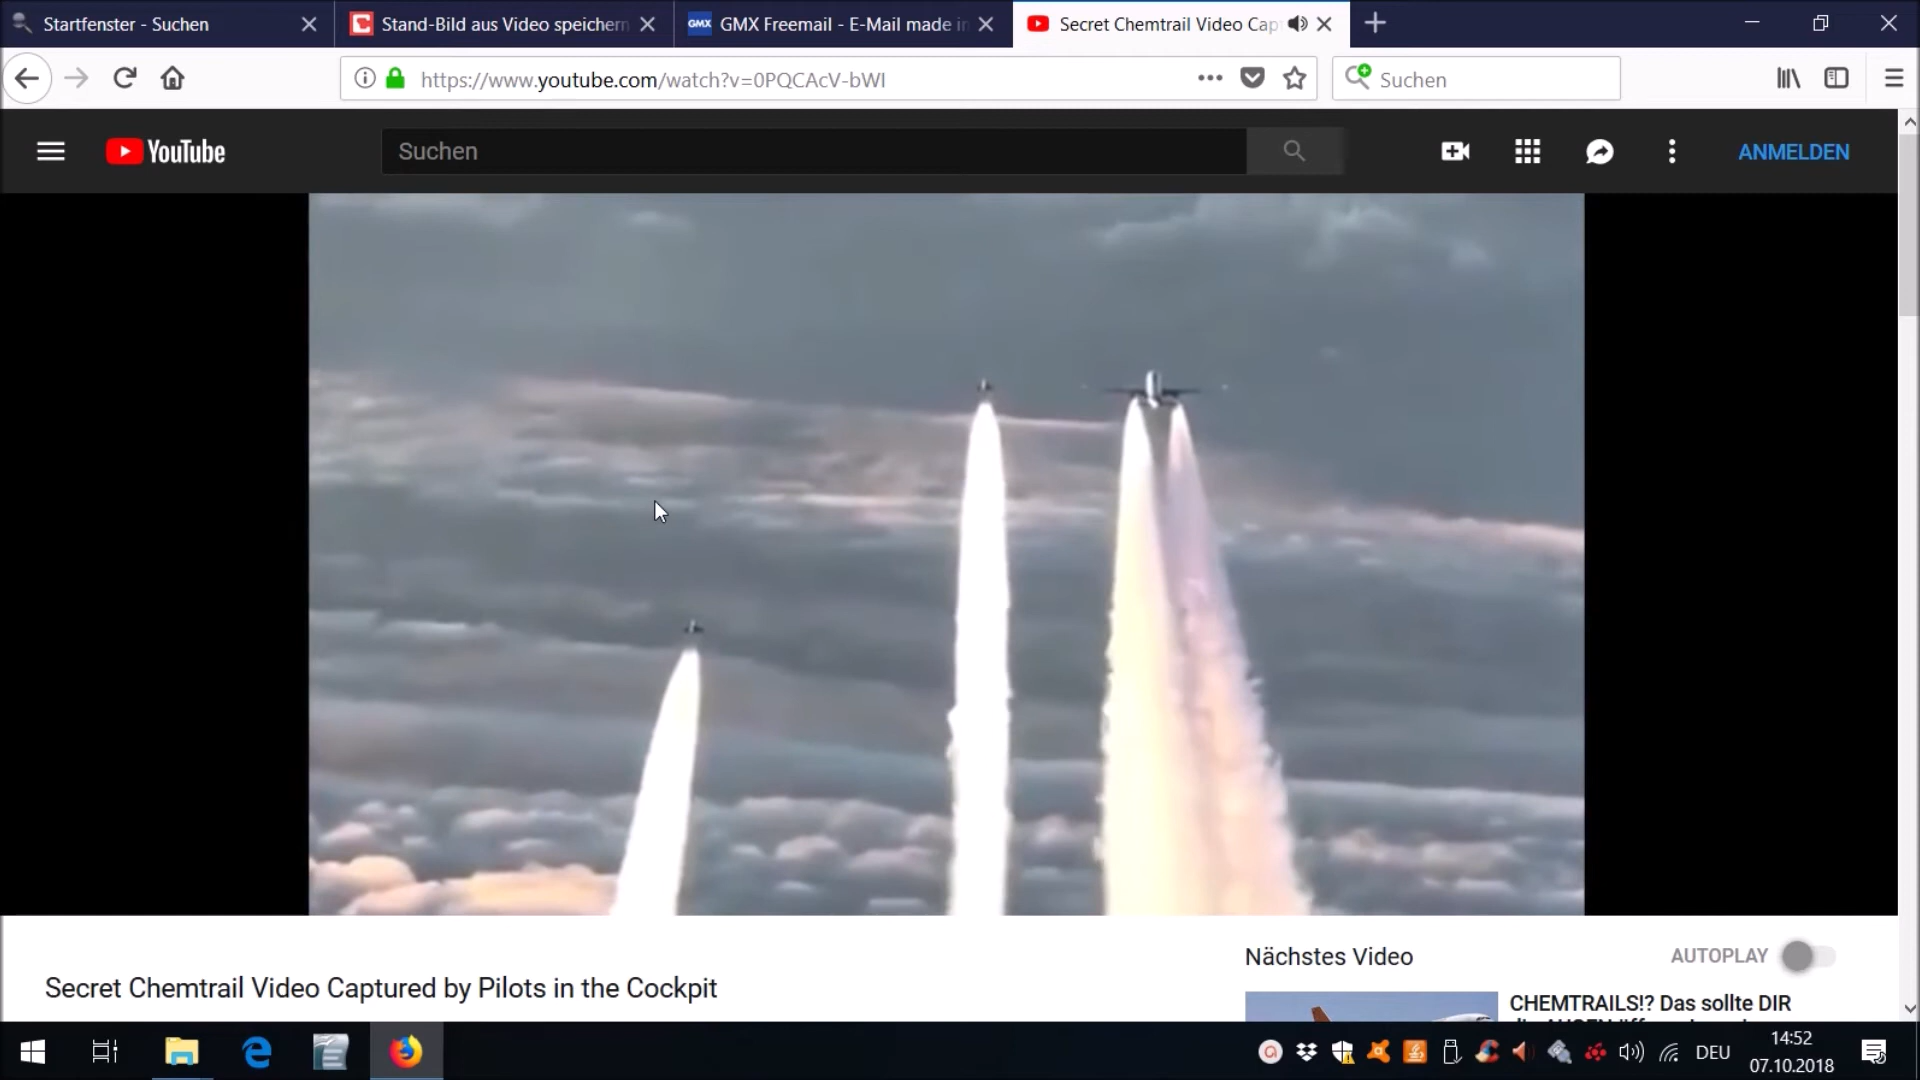 Startfenster - Suchen
Stand-Bild aus Video speichern
GMX Freemail - E-Mail made in
Secret Chemtrail Video Cap
https://www.youtube.com/watch?v=0PQCAcV-bWI
Suchen
YouTube
Suchen
ANMELDEN
Nächstes Video
AUTOPLAY
Secret Chemtrail Video Captured by Pilots in the Cockpit
CHEMTRAILS!? Das sollte DIR
DEU
14:52
07.10.2018